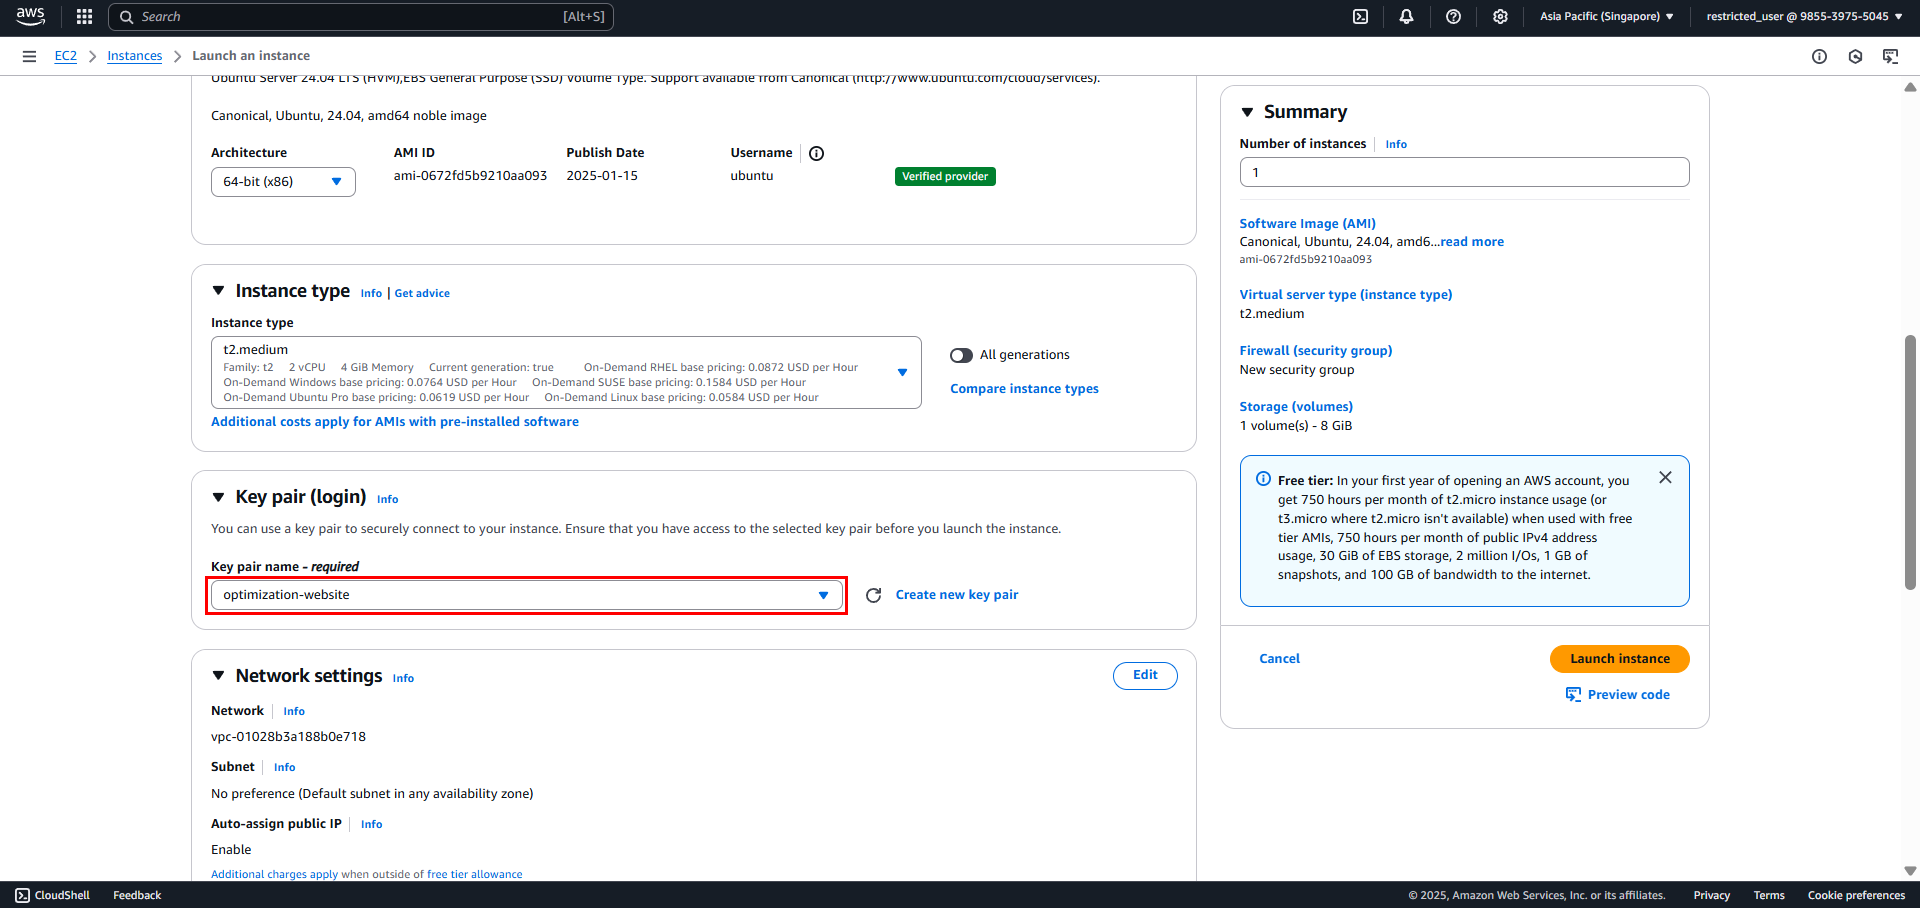 aws
Search
[Alt+S]
Asia Pacific (Singapore)
restricted_user @ 9855-3975-5045
EC2
Instances
Launch an instance
Ubuntu Server 24.04 LTS (HVM),EBS General Purpose (SSD) Volume Type. Support available from Canonical (http://www.ubuntu.com/cloud/services).
Canonical, Ubuntu, 24.04, amd64 noble image
Architecture
AMI ID
Publish Date
Username
64-bit (x86)
ami-0672fd5b9210aa093
2025-01-15
ubuntu
Verified provider
Instance type
Info | Get advice
Instance type
t2.medium
Family: t2 2 vCPU 4 GiB Memory Current generation: true On-Demand RHEL base pricing: 0.0872 USD per Hour
On-Demand Windows base pricing: 0.0764 USD per Hour On-Demand SUSE base pricing: 0.1584 USD per Hour
On-Demand Ubuntu Pro base pricing: 0.0619 USD per Hour On-Demand Linux base pricing: 0.0584 USD per Hour
All generations
Compare instance types
Additional costs apply for AMIs with pre-installed software
Key pair (login) Info
You can use a key pair to securely connect to your instance. Ensure that you have access to the selected key pair before you launch the instance.
Key pair name - required
optimization-website
Create new key pair
Network settings Info
Edit
Network Info
vpc-01028b3a188b0e718
Subnet Info
No preference (Default subnet in any availability zone)
Auto-assign public IP Info
Enable
Additional charges apply when outside of free tier allowance
Summary
Number of instances Info
1
Software Image (AMI)
Canonical, Ubuntu, 24.04, amd6...read more
ami-0672fd5b9210aa093
Virtual server type (instance type)
t2.medium
Firewall (security group)
New security group
Storage (volumes)
1 volume(s) - 8 GiB
Free tier: In your first year of opening an AWS account, you
get 750 hours per month of t2.micro instance usage (or
t3.micro where t2.micro isn't available) when used with free
tier AMIs, 750 hours per month of public IPv4 address
usage, 30 GiB of EBS storage, 2 million I/Os, 1 GB of
snapshots, and 100 GB of bandwidth to the internet.
Cancel
Launch instance
Preview code
CloudShell
Feedback
© 2025, Amazon Web Services, Inc. or its affiliates.
Privacy
Terms
Cookie preferences